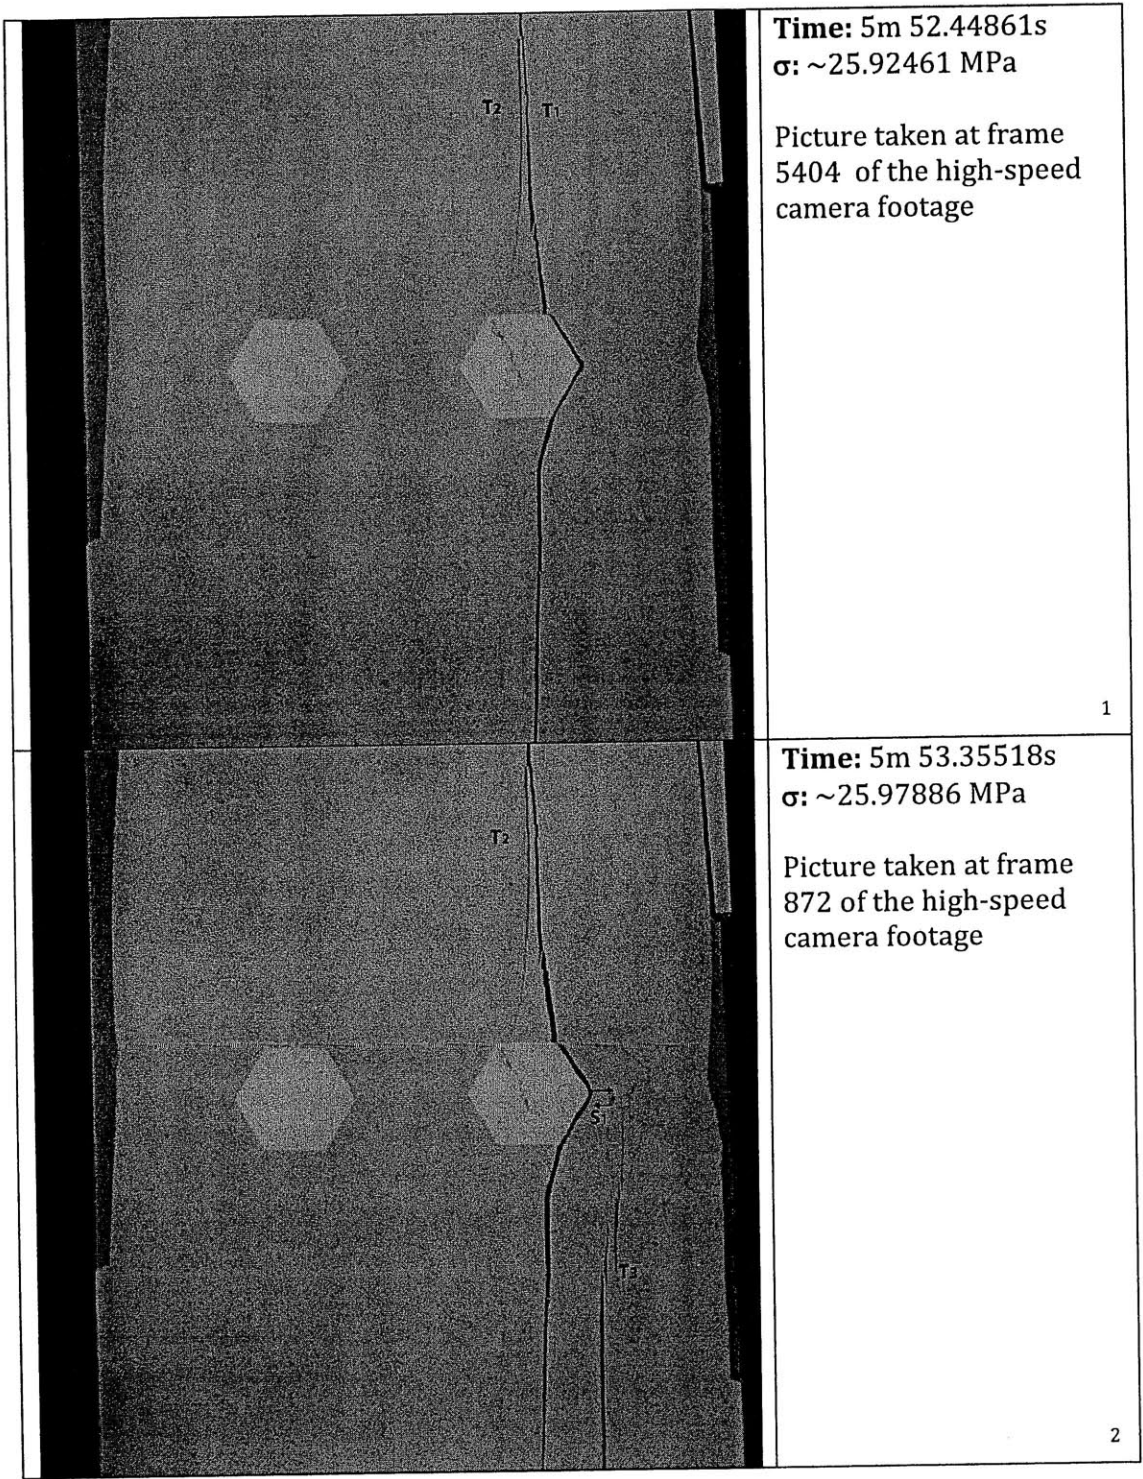 Time: 5m 52.44861s
σ: ~25.92461 MPa
T2 T1
Picture taken at frame
5404 of the high-speed
camera footage
1
Time: 5m 53.35518s
σ: ~25.97886 MPa
T2
Picture taken at frame
872 of the high-speed
camera footage
S1
T3
2